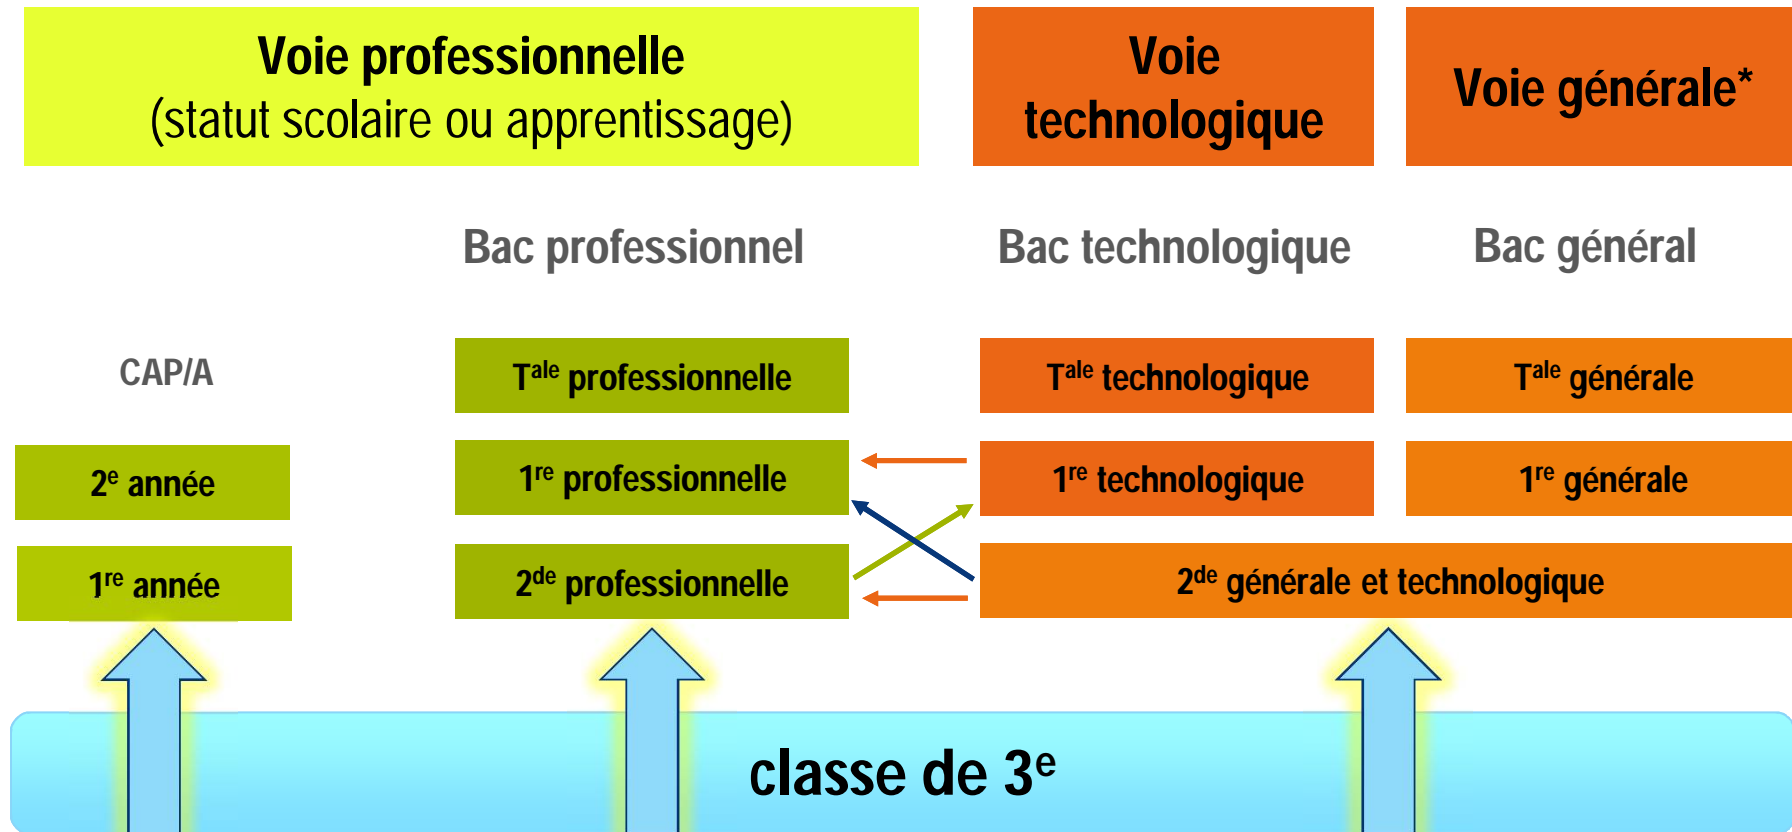 Voie professionnelle
(statut scolaire ou apprentissage)
Voie
technologique
Voie générale*
Bac professionnel
Bac technologique
Bac général
CAP/A
Tale professionnelle
Tale technologique
Tale générale
2e année
1re professionnelle
1re technologique
1re générale
1re année
2de professionnelle
2de générale et technologique
classe de 3e